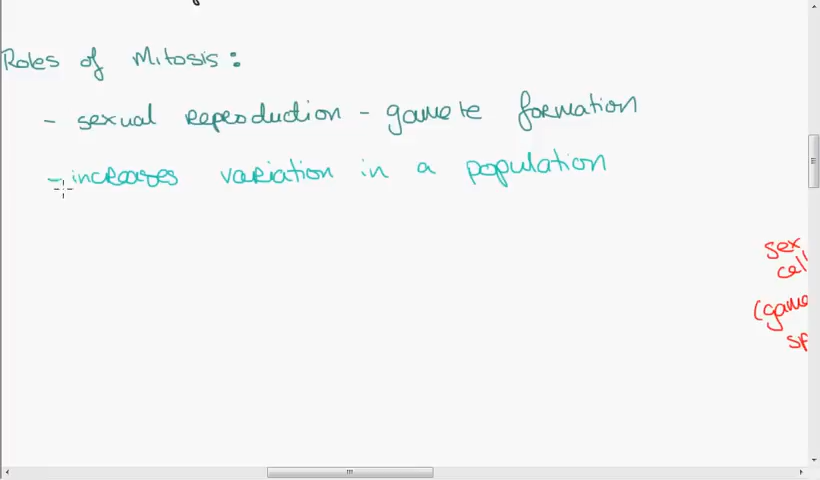 Roles of Mitosis:
- sexual reproduction - gamete formation
- increases variation in a population
sex
cell
(game
sp